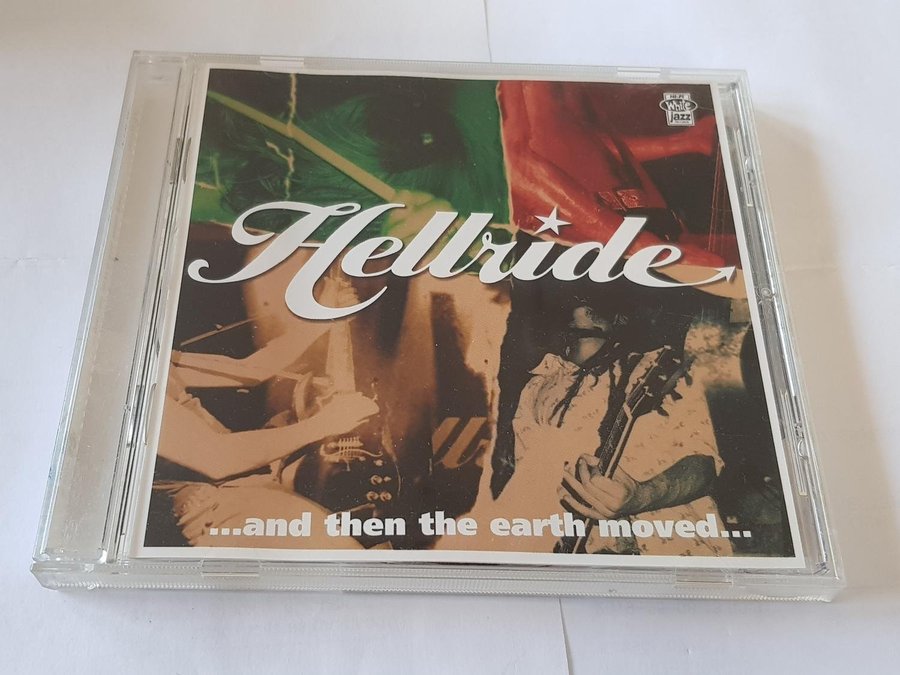 White
Jazz
Hellride
...and then the earth moved...